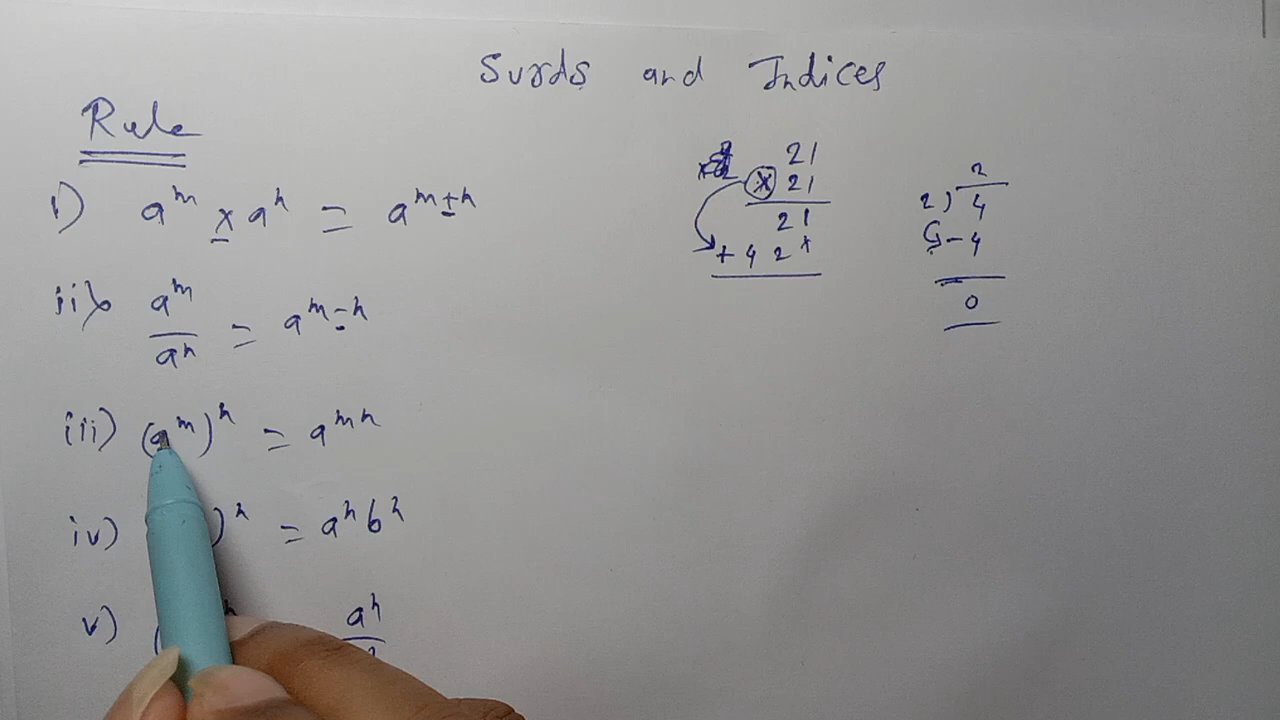 Surds and Indices
Rule
i) a^m × a^n = a^(m+n)
ii) a^m / a^n = a^(m-n)
iii) (a^m)^n = a^(mn)
iv) )^n = a^n b^n
v) ( ^n a^n
21
× 21
21
+ 42×
2
2) 4
- 4
0